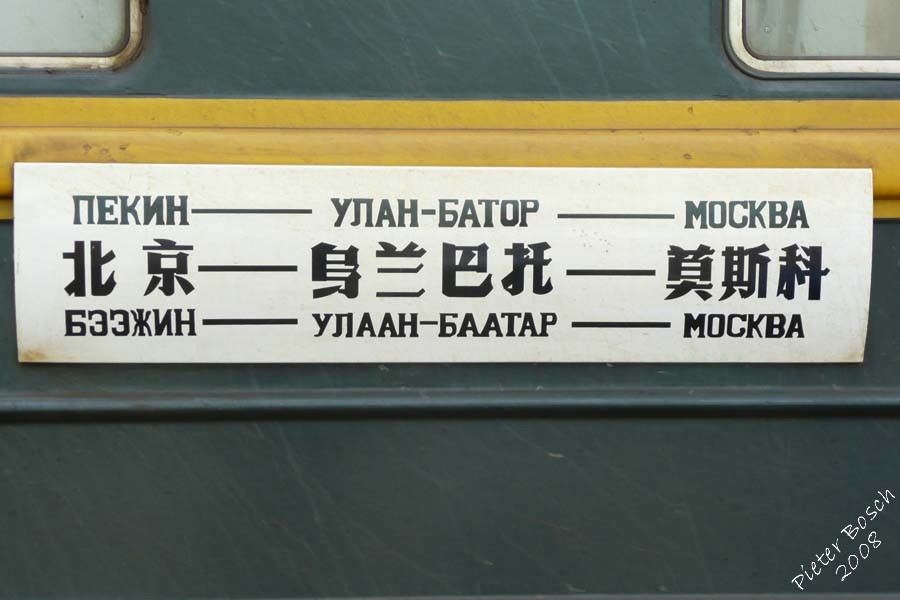 ПЕКИН — УЛАН-БАТОР — МОСКВА
北京 — 乌兰巴托 — 莫斯科
БЭЭЖИН — УЛААН-БААТАР — МОСКВА
Pieter Bosch
2008